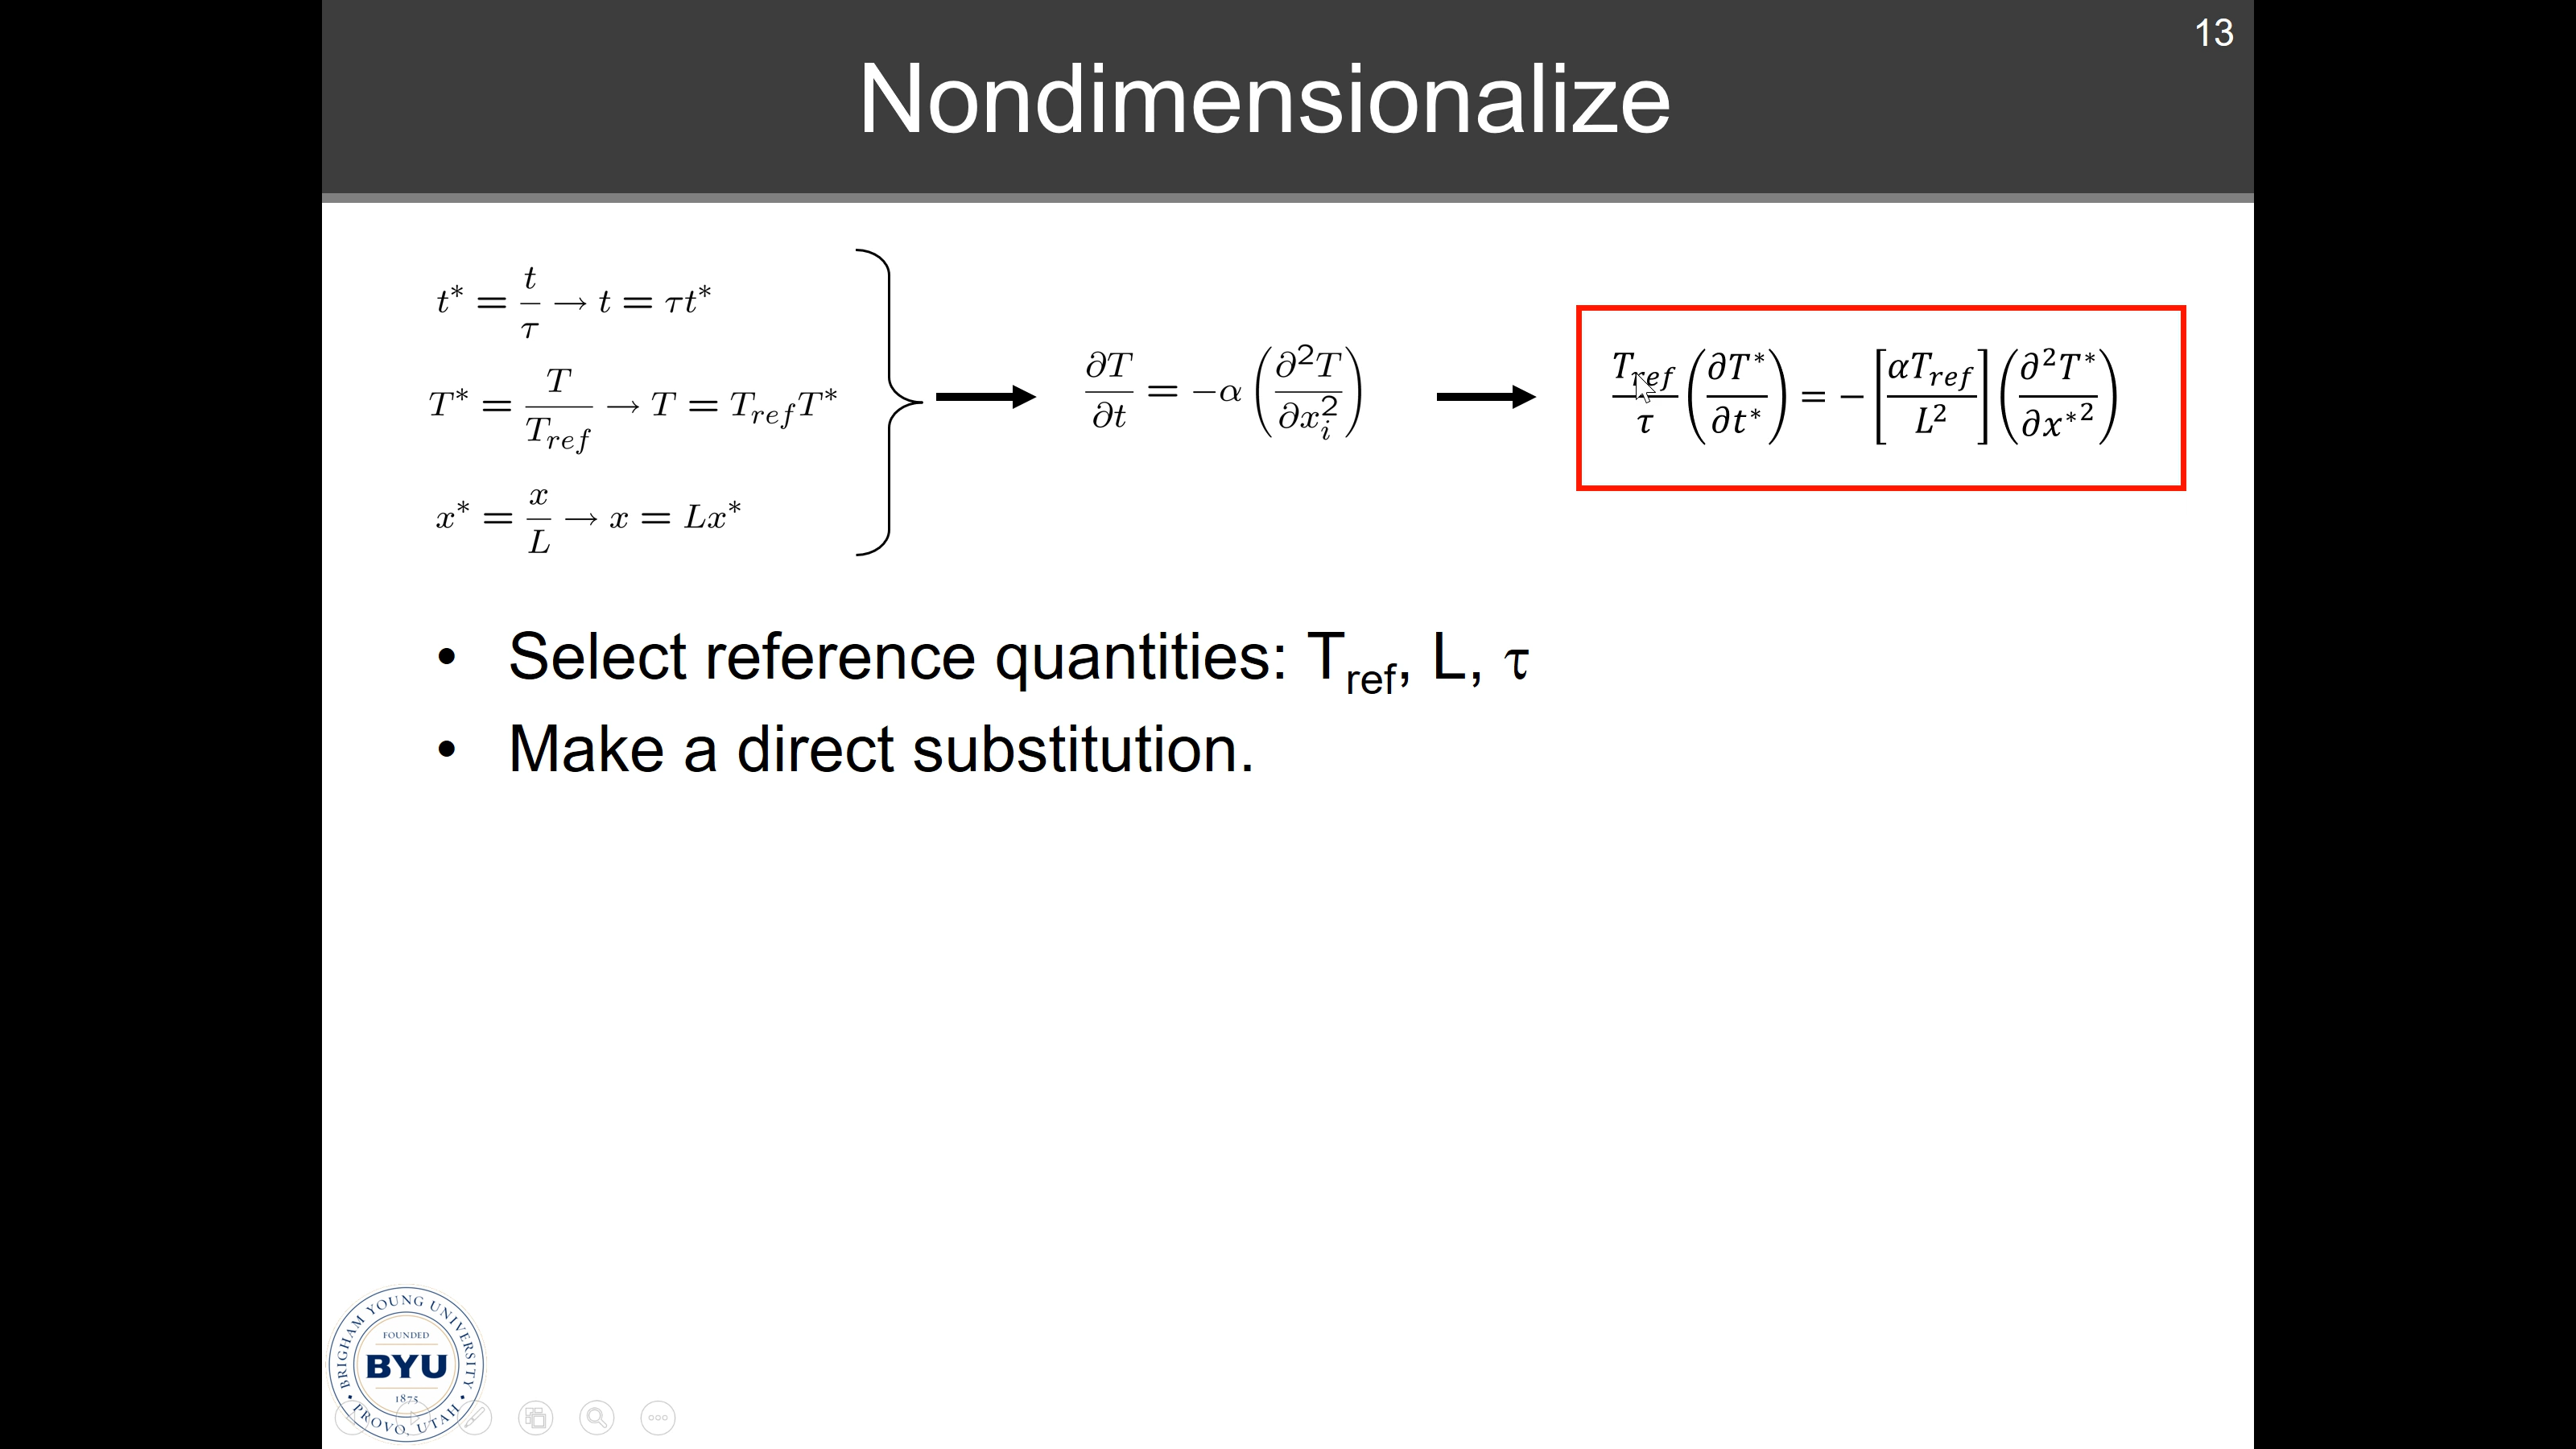 13
Nondimensionalize
t* = t/τ → t = τt*
T* = T/T_ref → T = T_ref T*
x* = x/L → x = Lx*
∂T/∂t = −α (∂²T/∂x_i²)
T_ref/τ (∂T*/∂t*) = − [αT_ref/L²] (∂²T*/∂x*²)
• Select reference quantities: T_ref, L, τ
• Make a direct substitution.
BRIGHAM YOUNG UNIVERSITY
FOUNDED
BYU
1875
PROVO, UTAH